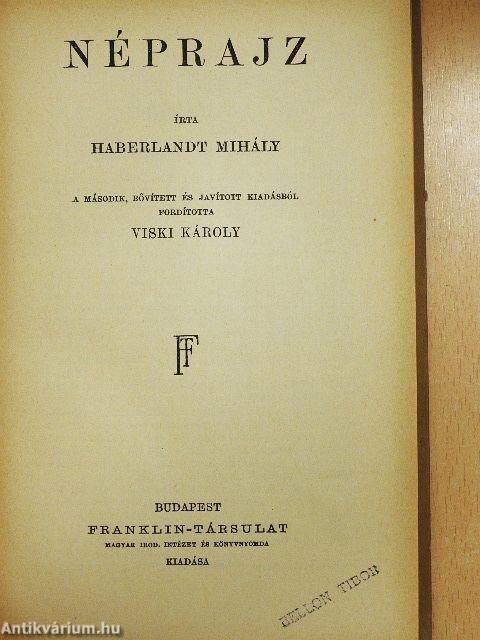 NÉPRAJZ
ÍRTA
HABERLANDT MIHÁLY
A MÁSODIK, BŐVÍTETT ÉS JAVÍTOTT KIADÁSBÓL
FORDÍTOTTA
VISKI KÁROLY
FT
BUDAPEST
FRANKLIN-TÁRSULAT
MAGYAR IROD. INTÉZET ÉS KÖNYVNYOMDA
KIADÁSA
BELLON TIBOR
Antikvárium.hu